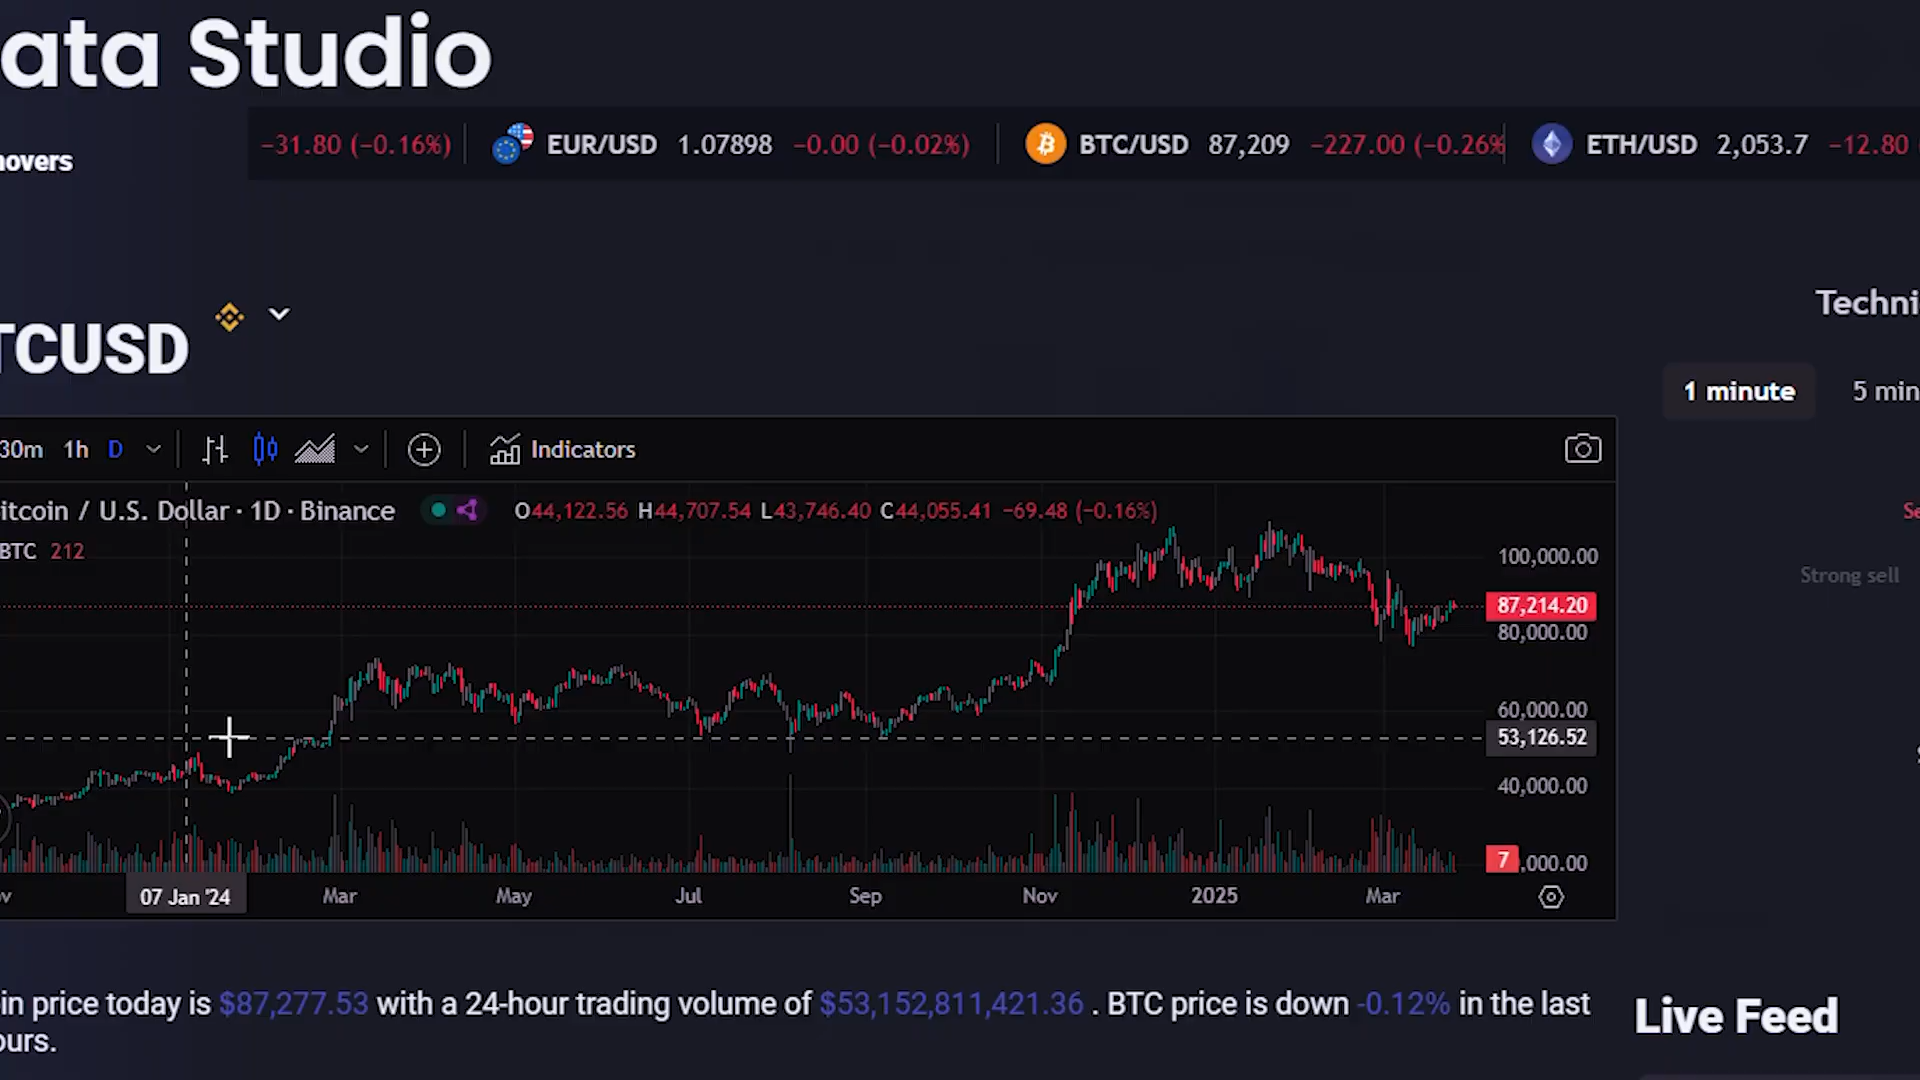 ata Studio
−31.80 (−0.16%) EUR/USD 1.07898 −0.00 (−0.02%) BTC/USD 87,209 −227.00 (−0.26% ETH/USD 2,053.7 −12.80
novers
TCUSD
Techni
1 minute 5 min
30m 1h D Indicators
itcoin / U.S. Dollar · 1D · Binance O44,122.56 H44,707.54 L43,746.40 C44,055.41 −69.48 (−0.16%)
BTC 212
Se
Strong sell
100,000.00
87,214.20
80,000.00
60,000.00
53,126.52
40,000.00
7 ,000.00
ov 07 Jan '24 Mar May Jul Sep Nov 2025 Mar
in price today is $87,277.53 with a 24-hour trading volume of $53,152,811,421.36 . BTC price is down -0.12% in the last
ours.
Live Feed